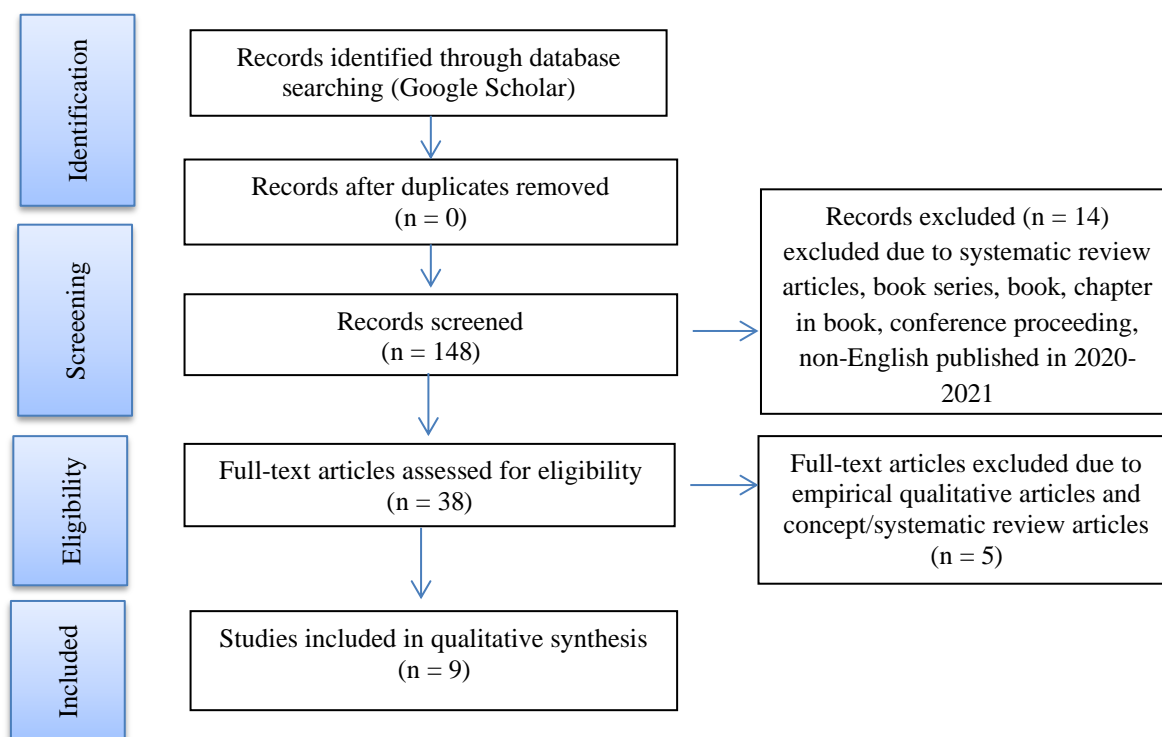 Identification
Records identified through database
searching (Google Scholar)
Records after duplicates removed
(n = 0)
Screeening
Records screened
(n = 148)
Records excluded (n = 14)
excluded due to systematic review
articles, book series, book, chapter
in book, conference proceeding,
non-English published in 2020-
2021
Eligibility
Full-text articles assessed for eligibility
(n = 38)
Full-text articles excluded due to
empirical qualitative articles and
concept/systematic review articles
(n = 5)
Included
Studies included in qualitative synthesis
(n = 9)